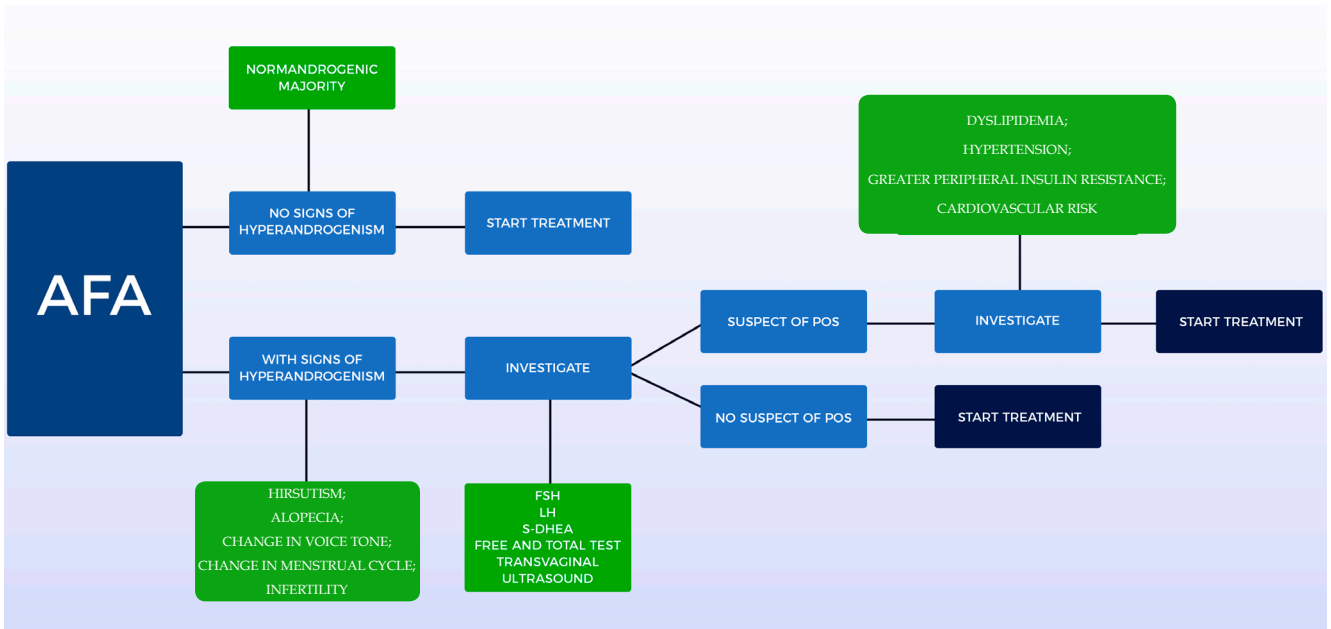 NORMANDROGENIC
MAJORITY
DYSLIPIDEMIA;
HYPERTENSION;
GREATER PERIPHERAL INSULIN RESISTANCE;
CARDIOVASCULAR RISK
AFA
NO SIGNS OF
HYPERANDROGENISM
START TREATMENT
SUSPECT OF POS
INVESTIGATE
START TREATMENT
WITH SIGNS OF
HYPERANDROGENISM
INVESTIGATE
NO SUSPECT OF POS
START TREATMENT
HIRSUTISM;
ALOPECIA;
CHANGE IN VOICE TONE;
CHANGE IN MENSTRUAL CYCLE;
INFERTILITY
FSH
LH
S-DHEA
FREE AND TOTAL TEST
TRANSVAGINAL
ULTRASOUND